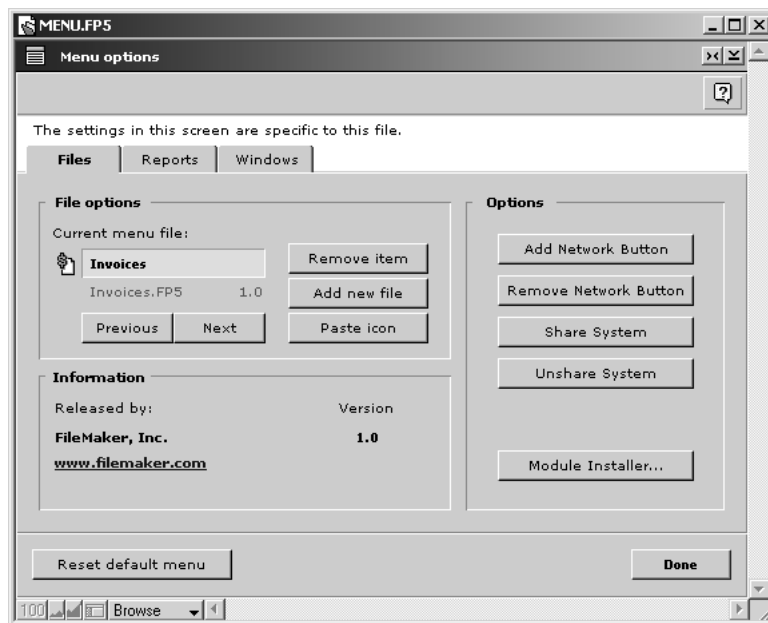 MENU.FP5
Menu options
The settings in this screen are specific to this file.
Files Reports Windows
File options
Current menu file:
Invoices
Invoices.FP5 1.0
Previous Next
Remove item
Add new file
Paste icon
Information
Released by: Version
FileMaker, Inc. 1.0
www.filemaker.com
Options
Add Network Button
Remove Network Button
Share System
Unshare System
Module Installer...
Reset default menu Done
100 Browse